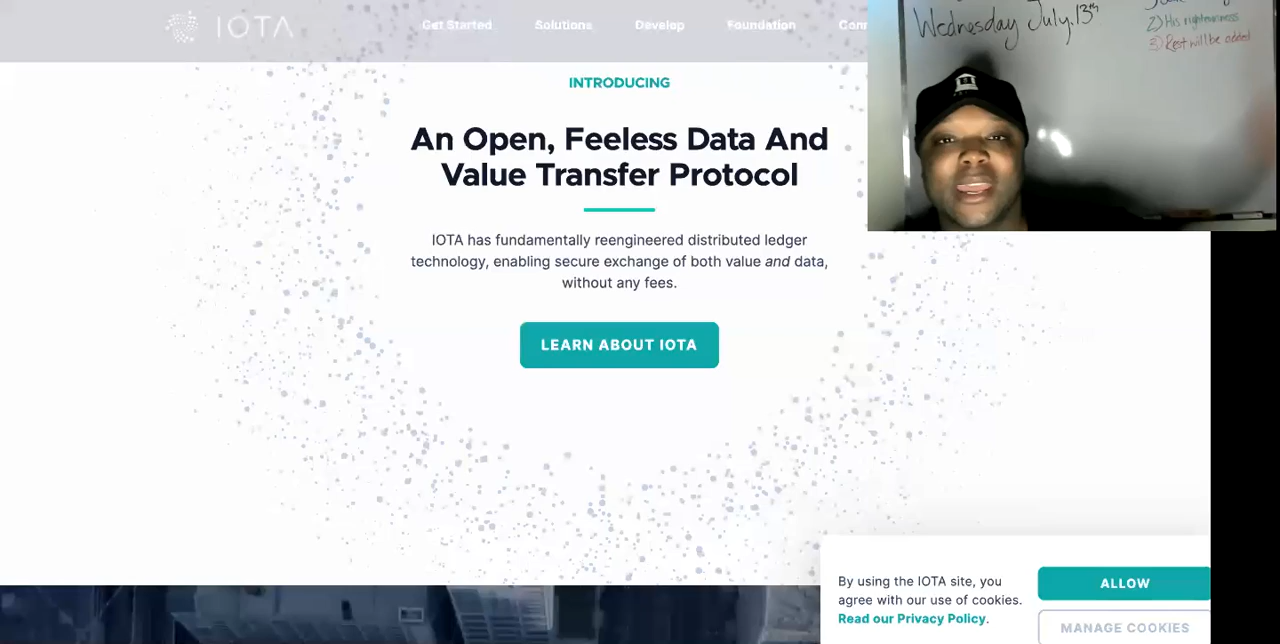 IOTA
Get Started
Solutions
Develop
Foundation
INTRODUCING
An Open, Feeless Data And
Value Transfer Protocol
IOTA has fundamentally reengineered distributed ledger
technology, enabling secure exchange of both value and data,
without any fees.
LEARN ABOUT IOTA
Wednesday July.13th
2) His righteousness
3) Rest will be added
By using the IOTA site, you
agree with our use of cookies.
Read our Privacy Policy.
ALLOW
MANAGE COOKIES